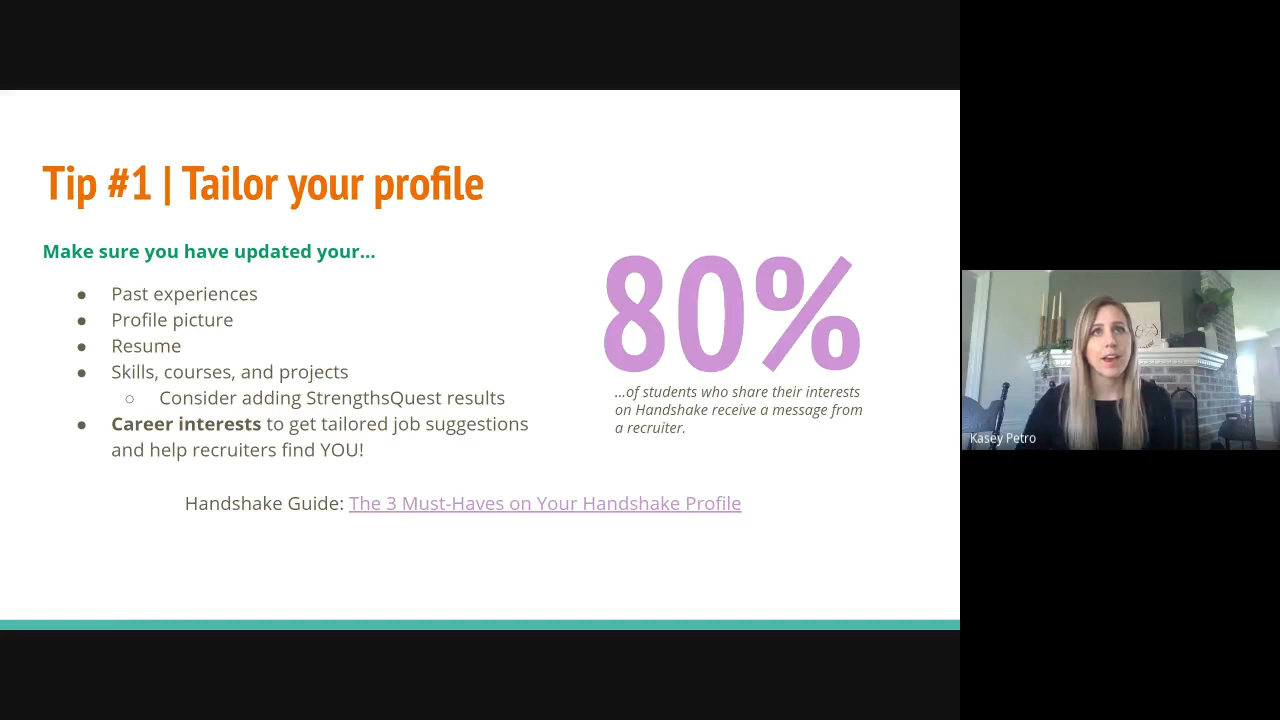 Tip #1 | Tailor your profile
Make sure you have updated your...
● Past experiences
● Profile picture
● Resume
● Skills, courses, and projects
○ Consider adding StrengthsQuest results
● Career interests to get tailored job suggestions
and help recruiters find YOU!
80%
...of students who share their interests
on Handshake receive a message from
a recruiter.
Handshake Guide: The 3 Must-Haves on Your Handshake Profile
Kasey Petro